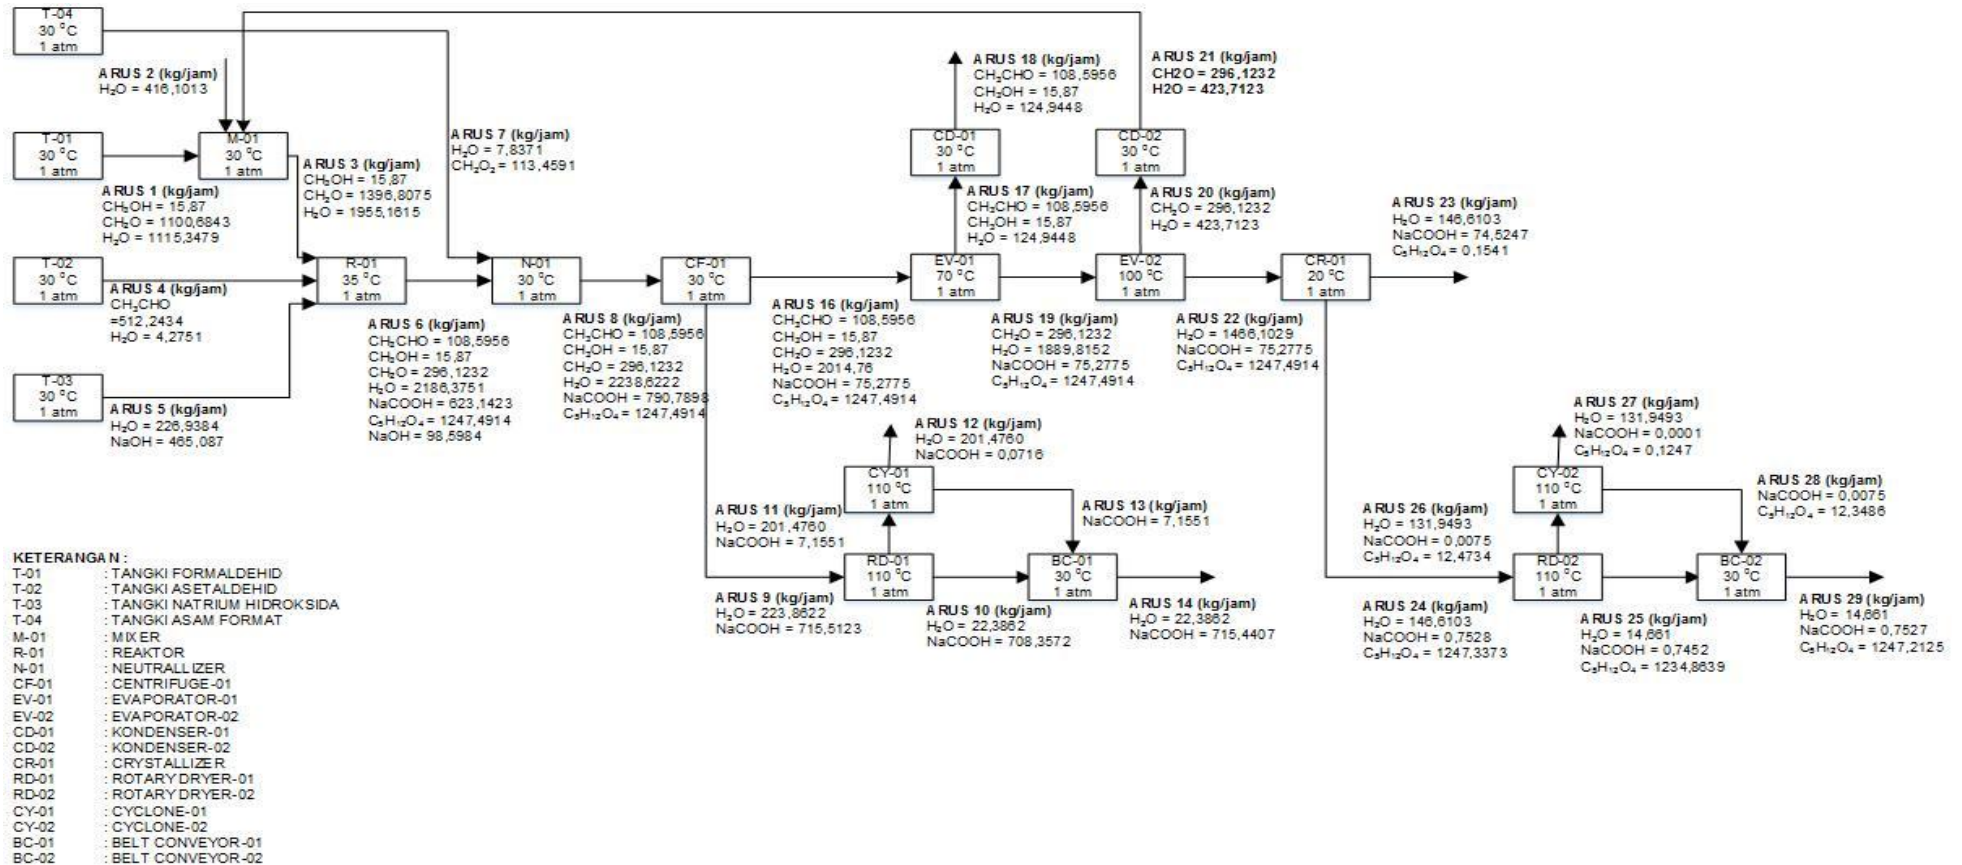 T-04
30 °C
1 atm
ARUS 2 (kg/jam)
H₂O = 416,1013
T-01
30 °C
1 atm
M-01
30 °C
1 atm
ARUS 1 (kg/jam)
CH₃OH = 15,87
CH₂O = 1100,6843
H₂O = 1115,3479
ARUS 3 (kg/jam)
CH₃OH = 15,87
CH₂O = 1396,8075
H₂O = 1955,1615
ARUS 7 (kg/jam)
H₂O = 7,8371
CH₂O₂ = 113,4591
T-02
30 °C
1 atm
ARUS 4 (kg/jam)
CH₃CHO
=512,2434
H₂O = 4,2751
T-03
30 °C
1 atm
ARUS 5 (kg/jam)
H₂O = 226,9384
NaOH = 465,087
R-01
35 °C
1 atm
ARUS 6 (kg/jam)
CH₃CHO = 108,5956
CH₃OH = 15,87
CH₂O = 296,1232
H₂O = 2186,3751
NaCOOH = 623,1423
C₅H₁₂O₄ = 1247,4914
NaOH = 98,5984
N-01
30 °C
1 atm
ARUS 8 (kg/jam)
CH₃CHO = 108,5956
CH₃OH = 15,87
CH₂O = 296,1232
H₂O = 2238,6222
NaCOOH = 790,7898
C₅H₁₂O₄ = 1247,4914
CF-01
30 °C
1 atm
ARUS 16 (kg/jam)
CH₃CHO = 108,5956
CH₃OH = 15,87
CH₂O = 296,1232
H₂O = 2014,76
NaCOOH = 75,2775
C₅H₁₂O₄ = 1247,4914
ARUS 18 (kg/jam)
CH₃CHO = 108,5956
CH₃OH = 15,87
H₂O = 124,9448
CD-01
30 °C
1 atm
ARUS 17 (kg/jam)
CH₃CHO = 108,5956
CH₃OH = 15,87
H₂O = 124,9448
EV-01
70 °C
1 atm
ARUS 19 (kg/jam)
CH₂O = 296,1232
H₂O = 1889,8152
NaCOOH = 75,2775
C₅H₁₂O₄ = 1247,4914
ARUS 21 (kg/jam)
CH2O = 296,1232
H2O = 423,7123
CD-02
30 °C
1 atm
ARUS 20 (kg/jam)
CH₂O = 296,1232
H₂O = 423,7123
EV-02
100 °C
1 atm
ARUS 22 (kg/jam)
H₂O = 1466,1029
NaCOOH = 75,2775
C₅H₁₂O₄ = 1247,4914
CR-01
20 °C
1 atm
ARUS 23 (kg/jam)
H₂O = 146,6103
NaCOOH = 74,5247
C₅H₁₂O₄ = 0,1541
ARUS 12 (kg/jam)
H₂O = 201,4760
NaCOOH = 0,0716
CY-01
110 °C
1 atm
ARUS 11 (kg/jam)
H₂O = 201,4760
NaCOOH = 7,1551
ARUS 13 (kg/jam)
NaCOOH = 7,1551
RD-01
110 °C
1 atm
BC-01
30 °C
1 atm
ARUS 9 (kg/jam)
H₂O = 223,8622
NaCOOH = 715,5123
ARUS 10 (kg/jam)
H₂O = 22,3862
NaCOOH = 708,3572
ARUS 14 (kg/jam)
H₂O = 22,3862
NaCOOH = 715,4407
ARUS 27 (kg/jam)
H₂O = 131,9493
NaCOOH = 0,0001
C₅H₁₂O₄ = 0,1247
CY-02
110 °C
1 atm
ARUS 28 (kg/jam)
NaCOOH = 0,0075
C₅H₁₂O₄ = 12,3486
ARUS 26 (kg/jam)
H₂O = 131,9493
NaCOOH = 0,0075
C₅H₁₂O₄ = 12,4734
RD-02
110 °C
1 atm
BC-02
30 °C
1 atm
ARUS 24 (kg/jam)
H₂O = 146,6103
NaCOOH = 0,7528
C₅H₁₂O₄ = 1247,3373
ARUS 25 (kg/jam)
H₂O = 14,661
NaCOOH = 0,7452
C₅H₁₂O₄ = 1234,8639
ARUS 29 (kg/jam)
H₂O = 14,661
NaCOOH = 0,7527
C₅H₁₂O₄ = 1247,2125
KETERANGAN :
T-01 : TANGKI FORMALDEHID
T-02 : TANGKI ASETALDEHID
T-03 : TANGKI NATRIUM HIDROKSIDA
T-04 : TANGKI ASAM FORMAT
M-01 : MIXER
R-01 : REAKTOR
N-01 : NEUTRALLIZER
CF-01 : CENTRIFUGE-01
EV-01 : EVAPORATOR-01
EV-02 : EVAPORATOR-02
CD-01 : KONDENSER-01
CD-02 : KONDENSER-02
CR-01 : CRYSTALLIZER
RD-01 : ROTARY DRYER-01
RD-02 : ROTARY DRYER-02
CY-01 : CYCLONE-01
CY-02 : CYCLONE-02
BC-01 : BELT CONVEYOR-01
BC-02 : BELT CONVEYOR-02